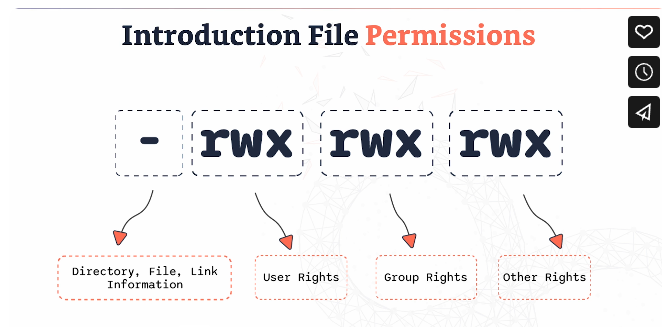 Introduction File Permissions
- rwx rwx rwx
Directory, File, Link
Information
User Rights
Group Rights
Other Rights